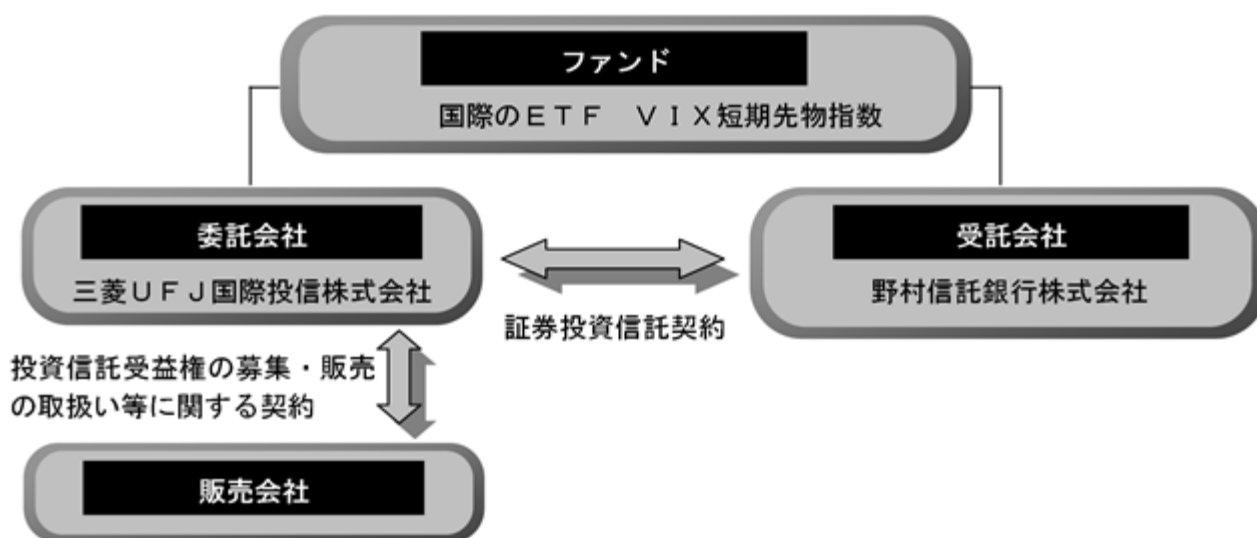 ファンド
国際のETF VIX短期先物指数
委託会社
三菱UFJ国際投信株式会社
受託会社
野村信託銀行株式会社
証券投資信託契約
投資信託受益権の募集・販売
の取扱い等に関する契約
販売会社